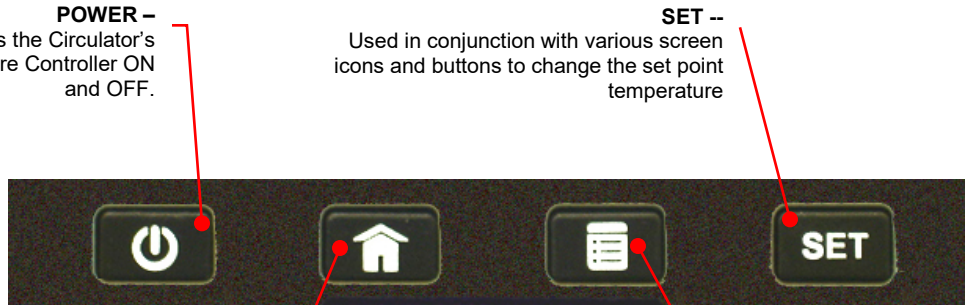 POWER –
s the Circulator's
re Controller ON
and OFF.
SET --
Used in conjunction with various screen
icons and buttons to change the set point
temperature
SET